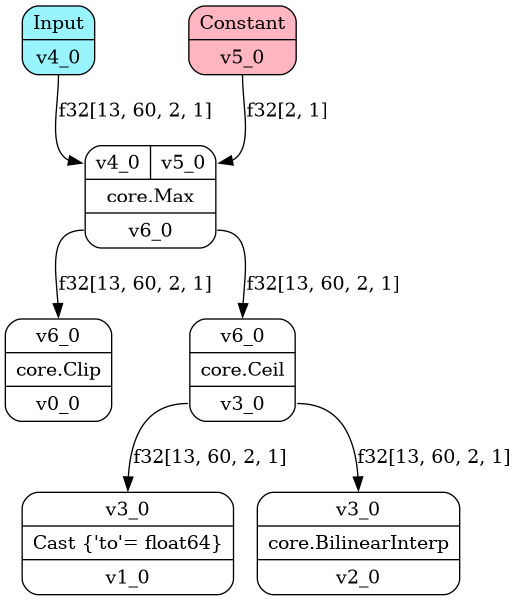 Input
v4_0
Constant
v5_0
f32[13, 60, 2, 1]
f32[2, 1]
v4_0 v5_0
core.Max
v6_0
f32[13, 60, 2, 1]
f32[13, 60, 2, 1]
v6_0
core.Clip
v0_0
v6_0
core.Ceil
v3_0
f32[13, 60, 2, 1]
f32[13, 60, 2, 1]
v3_0
Cast {'to'= float64}
v1_0
v3_0
core.BilinearInterp
v2_0